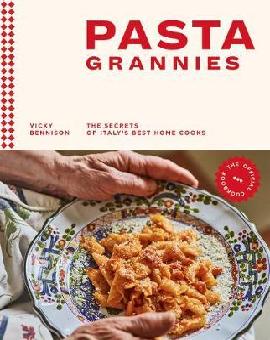 PASTA
GRANNIES
VICKY
BENNISON
THE SECRETS
OF ITALY'S BEST HOME COOKS
THE OFFICIAL COOKBOOK